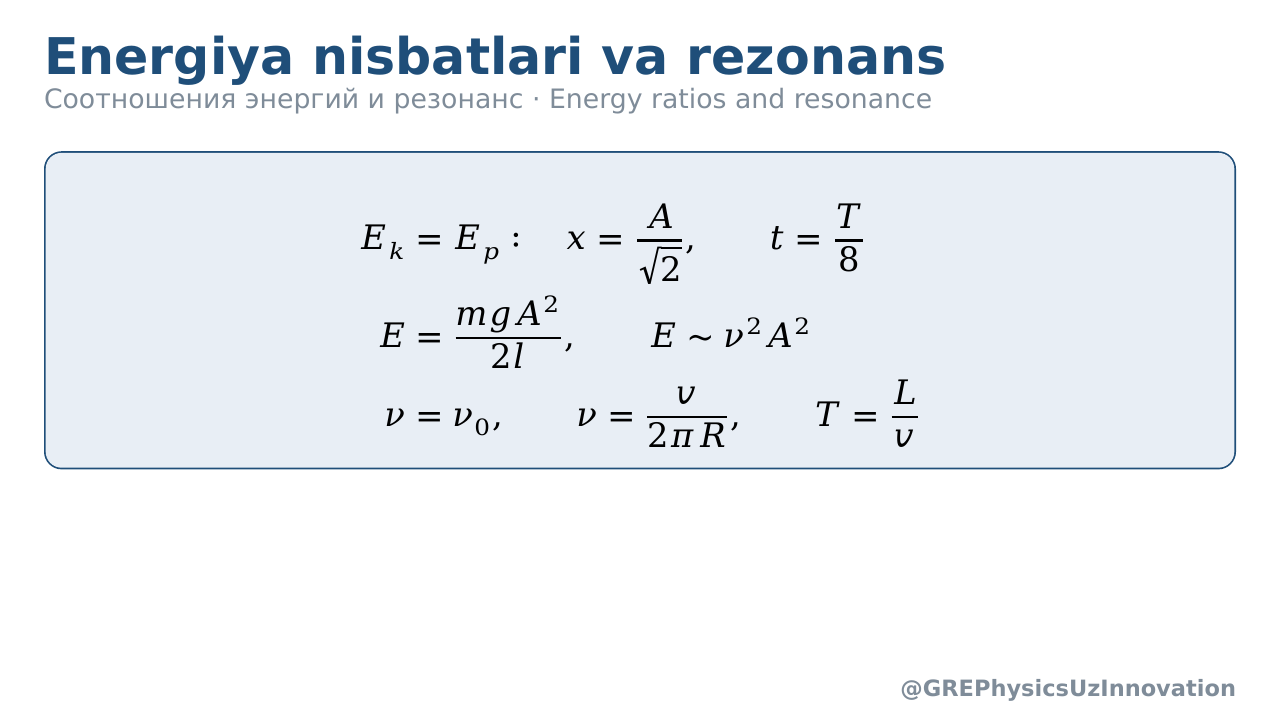 Energiya nisbatlari va rezonans
Соотношения энергий и резонанс · Energy ratios and resonance
E_k = E_p : x = A/√2, t = T/8
E = mgA²/2l, E ∼ ν²A²
ν = ν₀, ν = v/2πR, T = L/v
@GREPhysicsUzInnovation